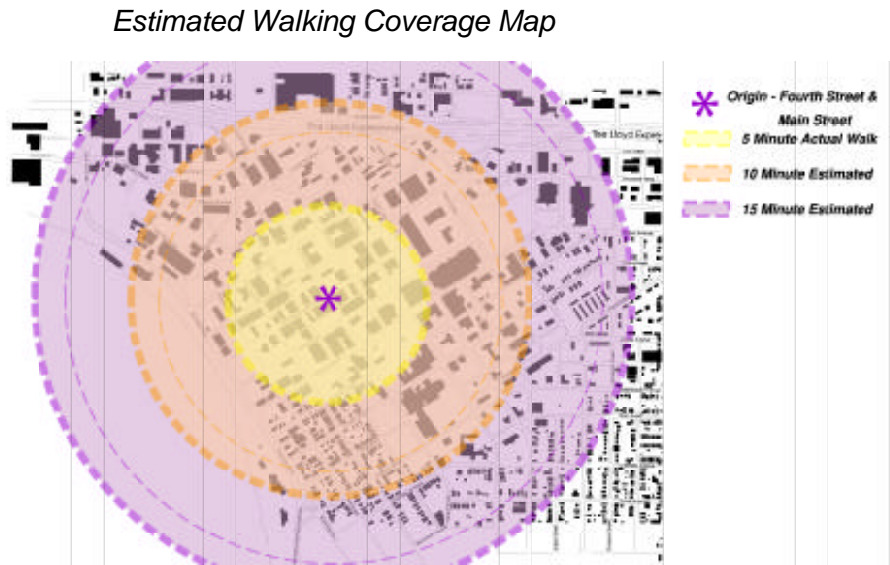 Estimated Walking Coverage Map
Origin - Fourth Street &
Main Street
5 Minute Actual Walk
10 Minute Estimated
15 Minute Estimated
The Lloyd Expressway
The Lloyd Expre